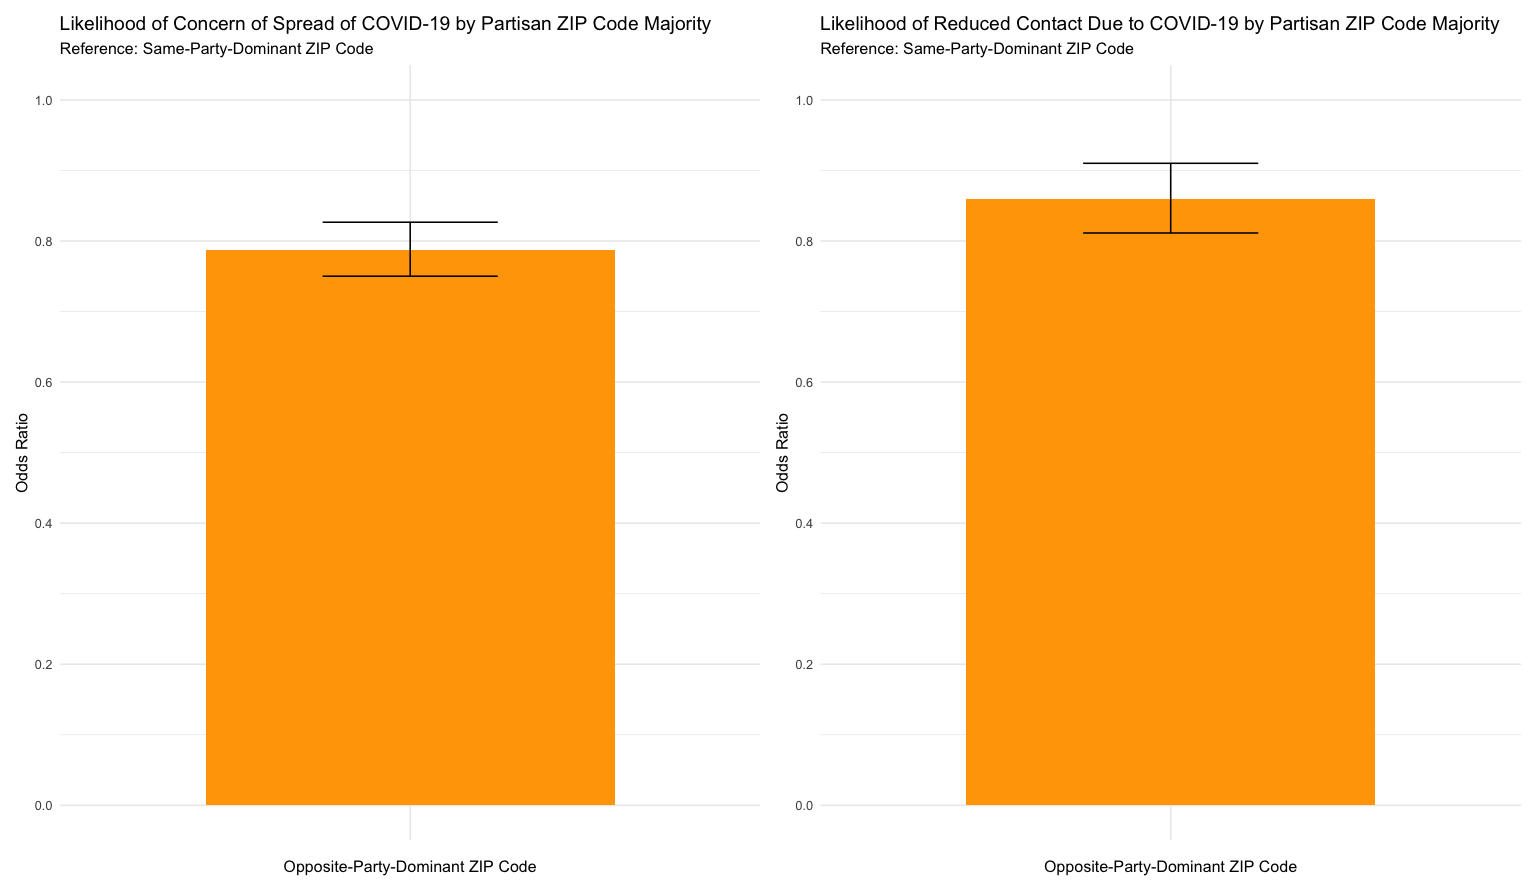 Likelihood of Concern of Spread of COVID-19 by Partisan ZIP Code Majority
Reference: Same-Party-Dominant ZIP Code
1.0
0.8
0.6
0.4
0.2
0.0
Odds Ratio
Opposite-Party-Dominant ZIP Code
Likelihood of Reduced Contact Due to COVID-19 by Partisan ZIP Code Majority
Reference: Same-Party-Dominant ZIP Code
1.0
0.8
0.6
0.4
0.2
0.0
Odds Ratio
Opposite-Party-Dominant ZIP Code